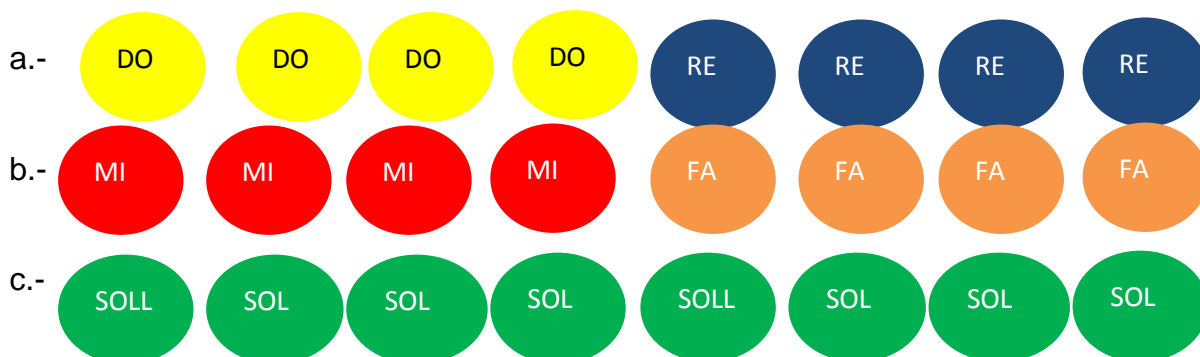 a.- DO DO DO DO RE RE RE RE
b.- MI MI MI MI FA FA FA FA
c.- SOLL SOL SOL SOL SOLL SOL SOL SOL